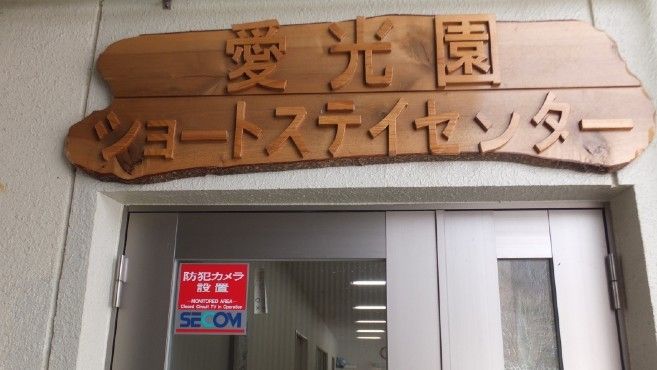 愛光園
ショートステイセンター
防犯カメラ
設置
—MONITORED AREA—
Closed Circuit TV in Operation
SECOM